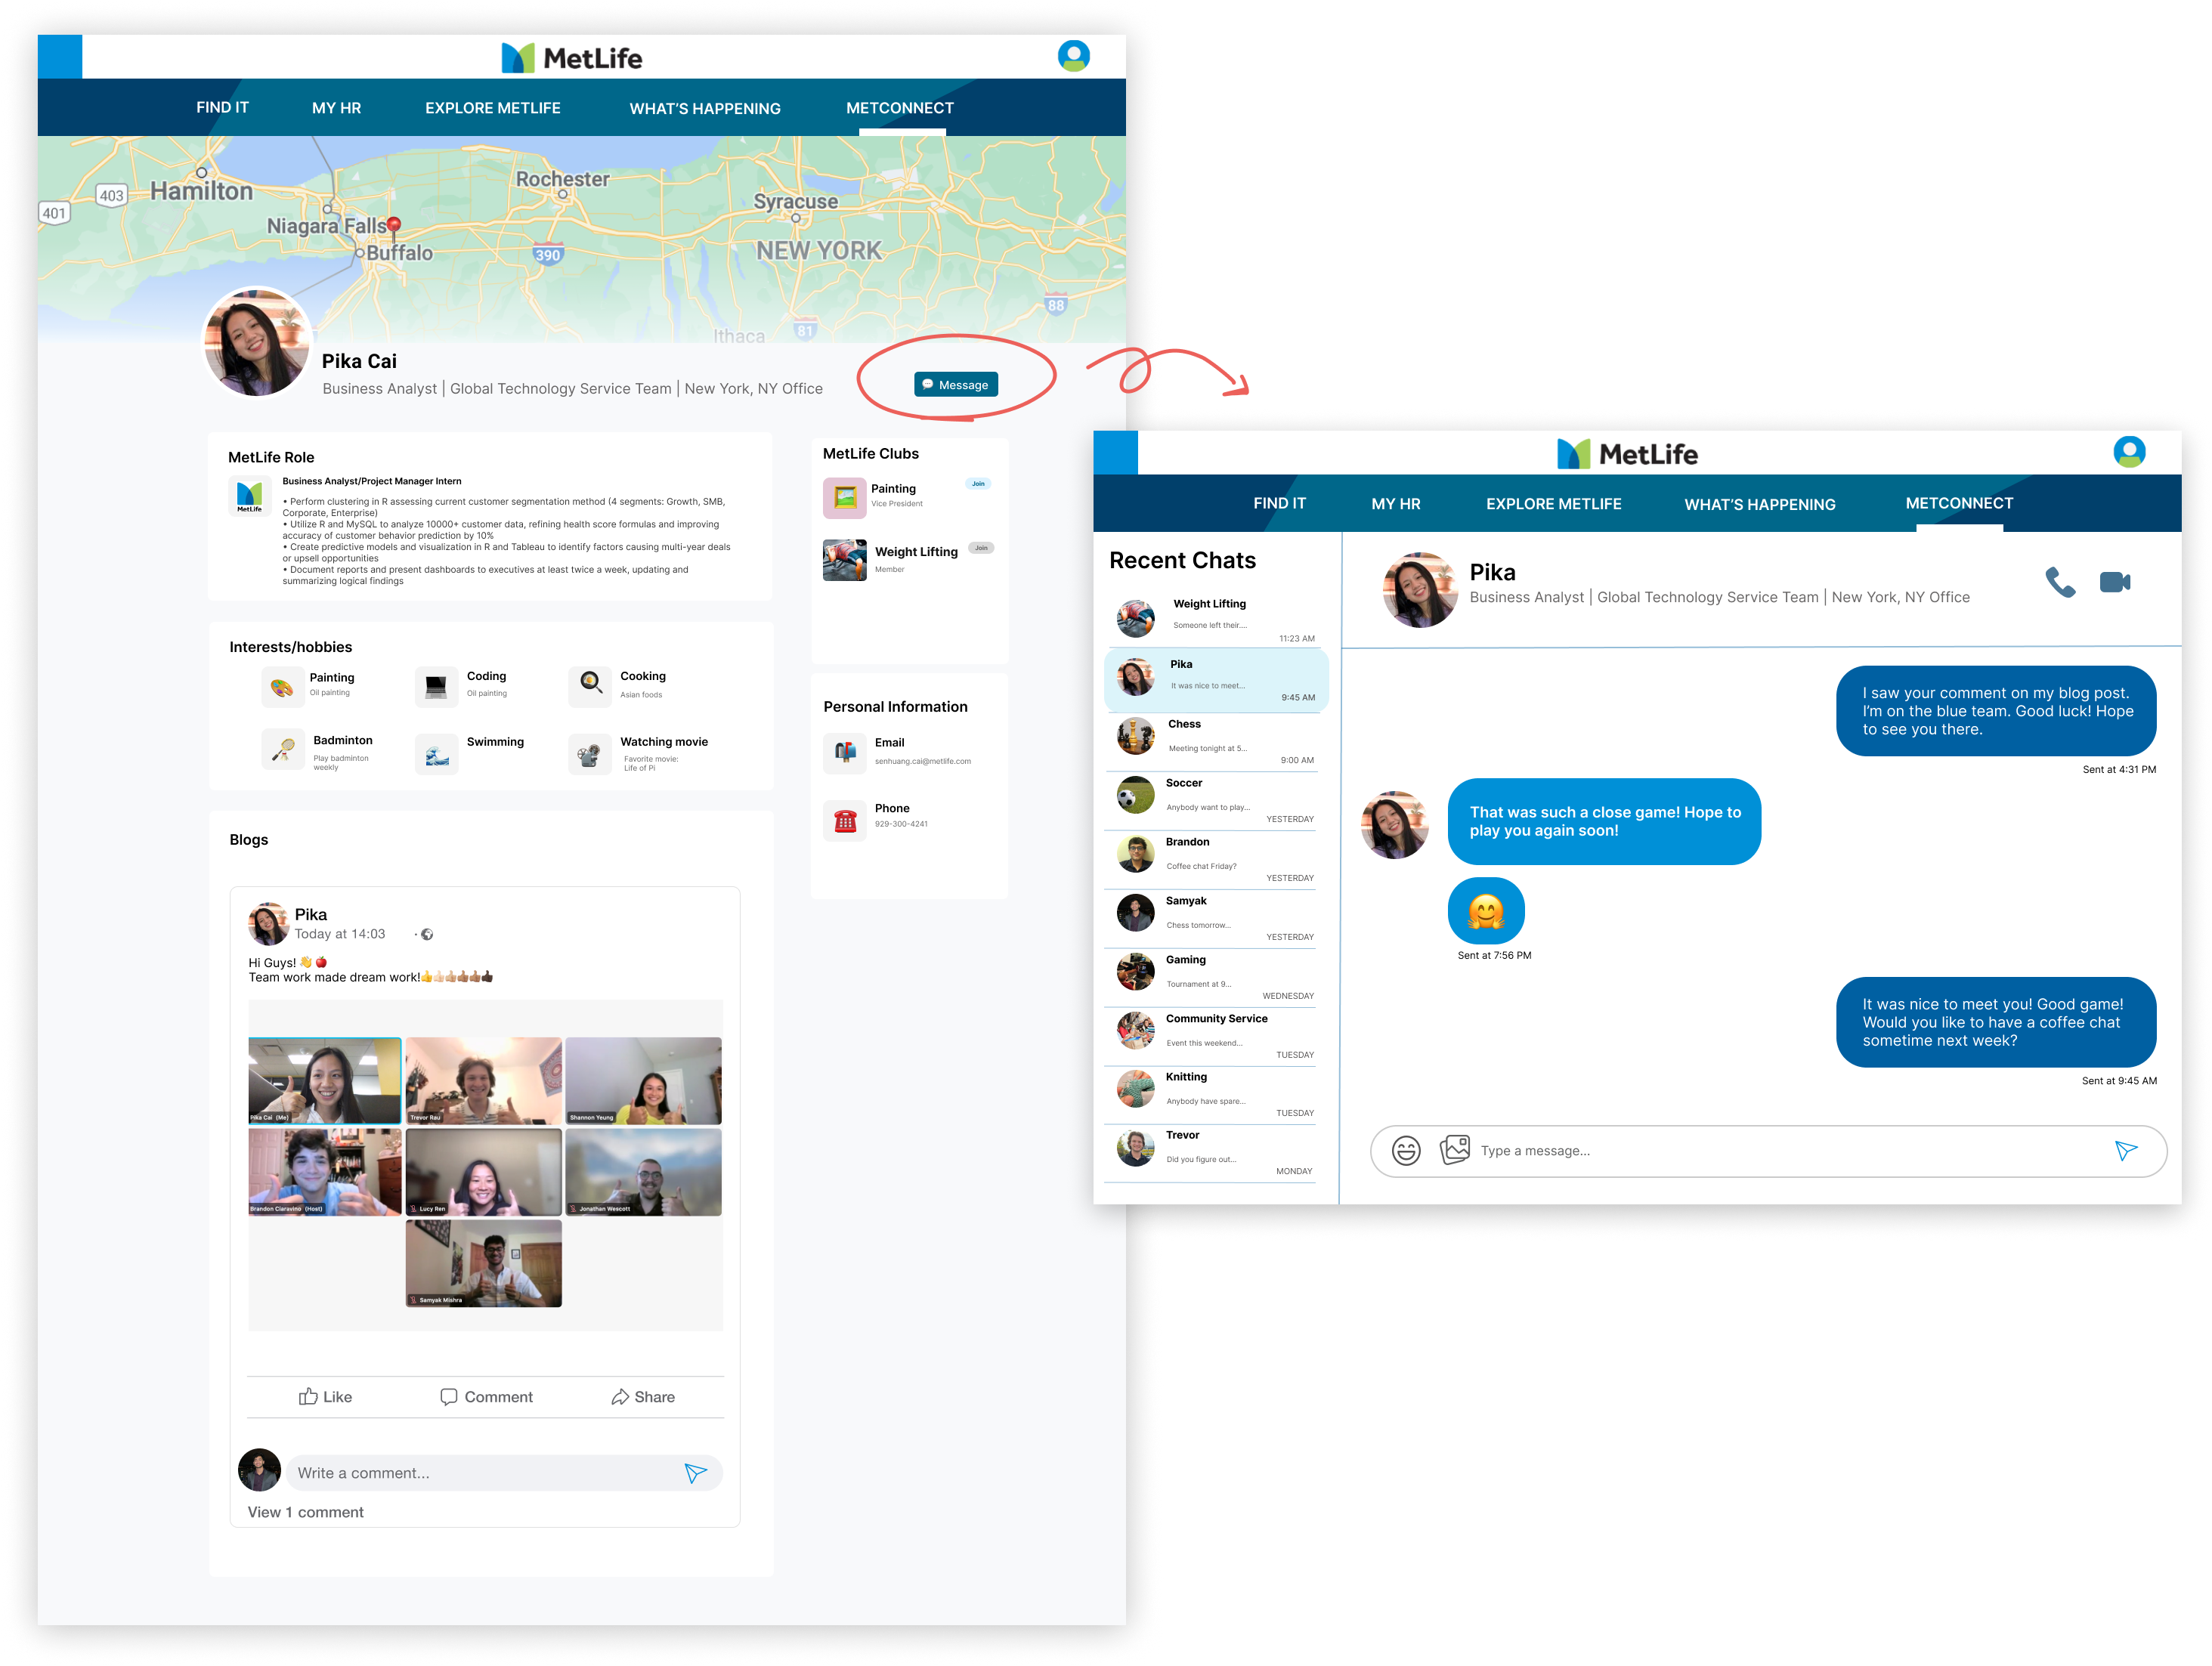 MetLife
FIND IT
MY HR
EXPLORE METLIFE
WHAT'S HAPPENING
METCONNECT
401
403
Hamilton
Niagara Falls
Buffalo
Rochester
390
Syracuse
NEW YORK
Ithaca
81
88
Pika Cai
Business Analyst | Global Technology Service Team | New York, NY Office
Message
MetLife Role
MetLife
Business Analyst/Project Manager Intern
• Perform clustering in R assessing current customer segmentation method (4 segments: Growth, SMB,
Corporate, Enterprise)
• Utilize R and MySQL to analyze 10000+ customer data, refining health score formulas and improving
accuracy of customer behavior prediction by 10%
• Create predictive models and visualization in R and Tableau to identify factors causing multi-year deals
or upsell opportunities
• Document reports and present dashboards to executives at least twice a week, updating and
summarizing logical findings
Interests/hobbies
Painting
Oil painting
Coding
Oil painting
Cooking
Asian foods
Badminton
Play badminton
weekly
Swimming
Watching movie
Favorite movie:
Life of Pi
Blogs
Pika
Today at 14:03
Hi Guys! 👋 🍎
Team work made dream work!👍👍🏻👍🏼👍🏽👍🏾👍🏿
Pika Cai (Me)
Trevor Rau
Shannon Yeung
Brandon Ciaravino (Host)
Lucy Ren
Jonathan Wescott
Samyak Mishra
Like
Comment
Share
Write a comment...
View 1 comment
MetLife Clubs
Painting
Join
Vice President
Weight Lifting
Join
Member
Personal Information
Email
senhuang.cai@metlife.com
Phone
929-300-4241
MetLife
FIND IT
MY HR
EXPLORE METLIFE
WHAT'S HAPPENING
METCONNECT
Recent Chats
Weight Lifting
Someone left their....
11:23 AM
Pika
It was nice to meet...
9:45 AM
Chess
Meeting tonight at 5...
9:00 AM
Soccer
Anybody want to play...
YESTERDAY
Brandon
Coffee chat Friday?
YESTERDAY
Samyak
Chess tomorrow...
YESTERDAY
Gaming
Tournament at 9...
WEDNESDAY
Community Service
Event this weekend...
TUESDAY
Knitting
Anybody have spare...
TUESDAY
Trevor
Did you figure out...
MONDAY
Pika
Business Analyst | Global Technology Service Team | New York, NY Office
I saw your comment on my blog post.
I'm on the blue team. Good luck! Hope
to see you there.
Sent at 4:31 PM
That was such a close game! Hope to
play you again soon!
🤗
Sent at 7:56 PM
It was nice to meet you! Good game!
Would you like to have a coffee chat
sometime next week?
Sent at 9:45 AM
Type a message...